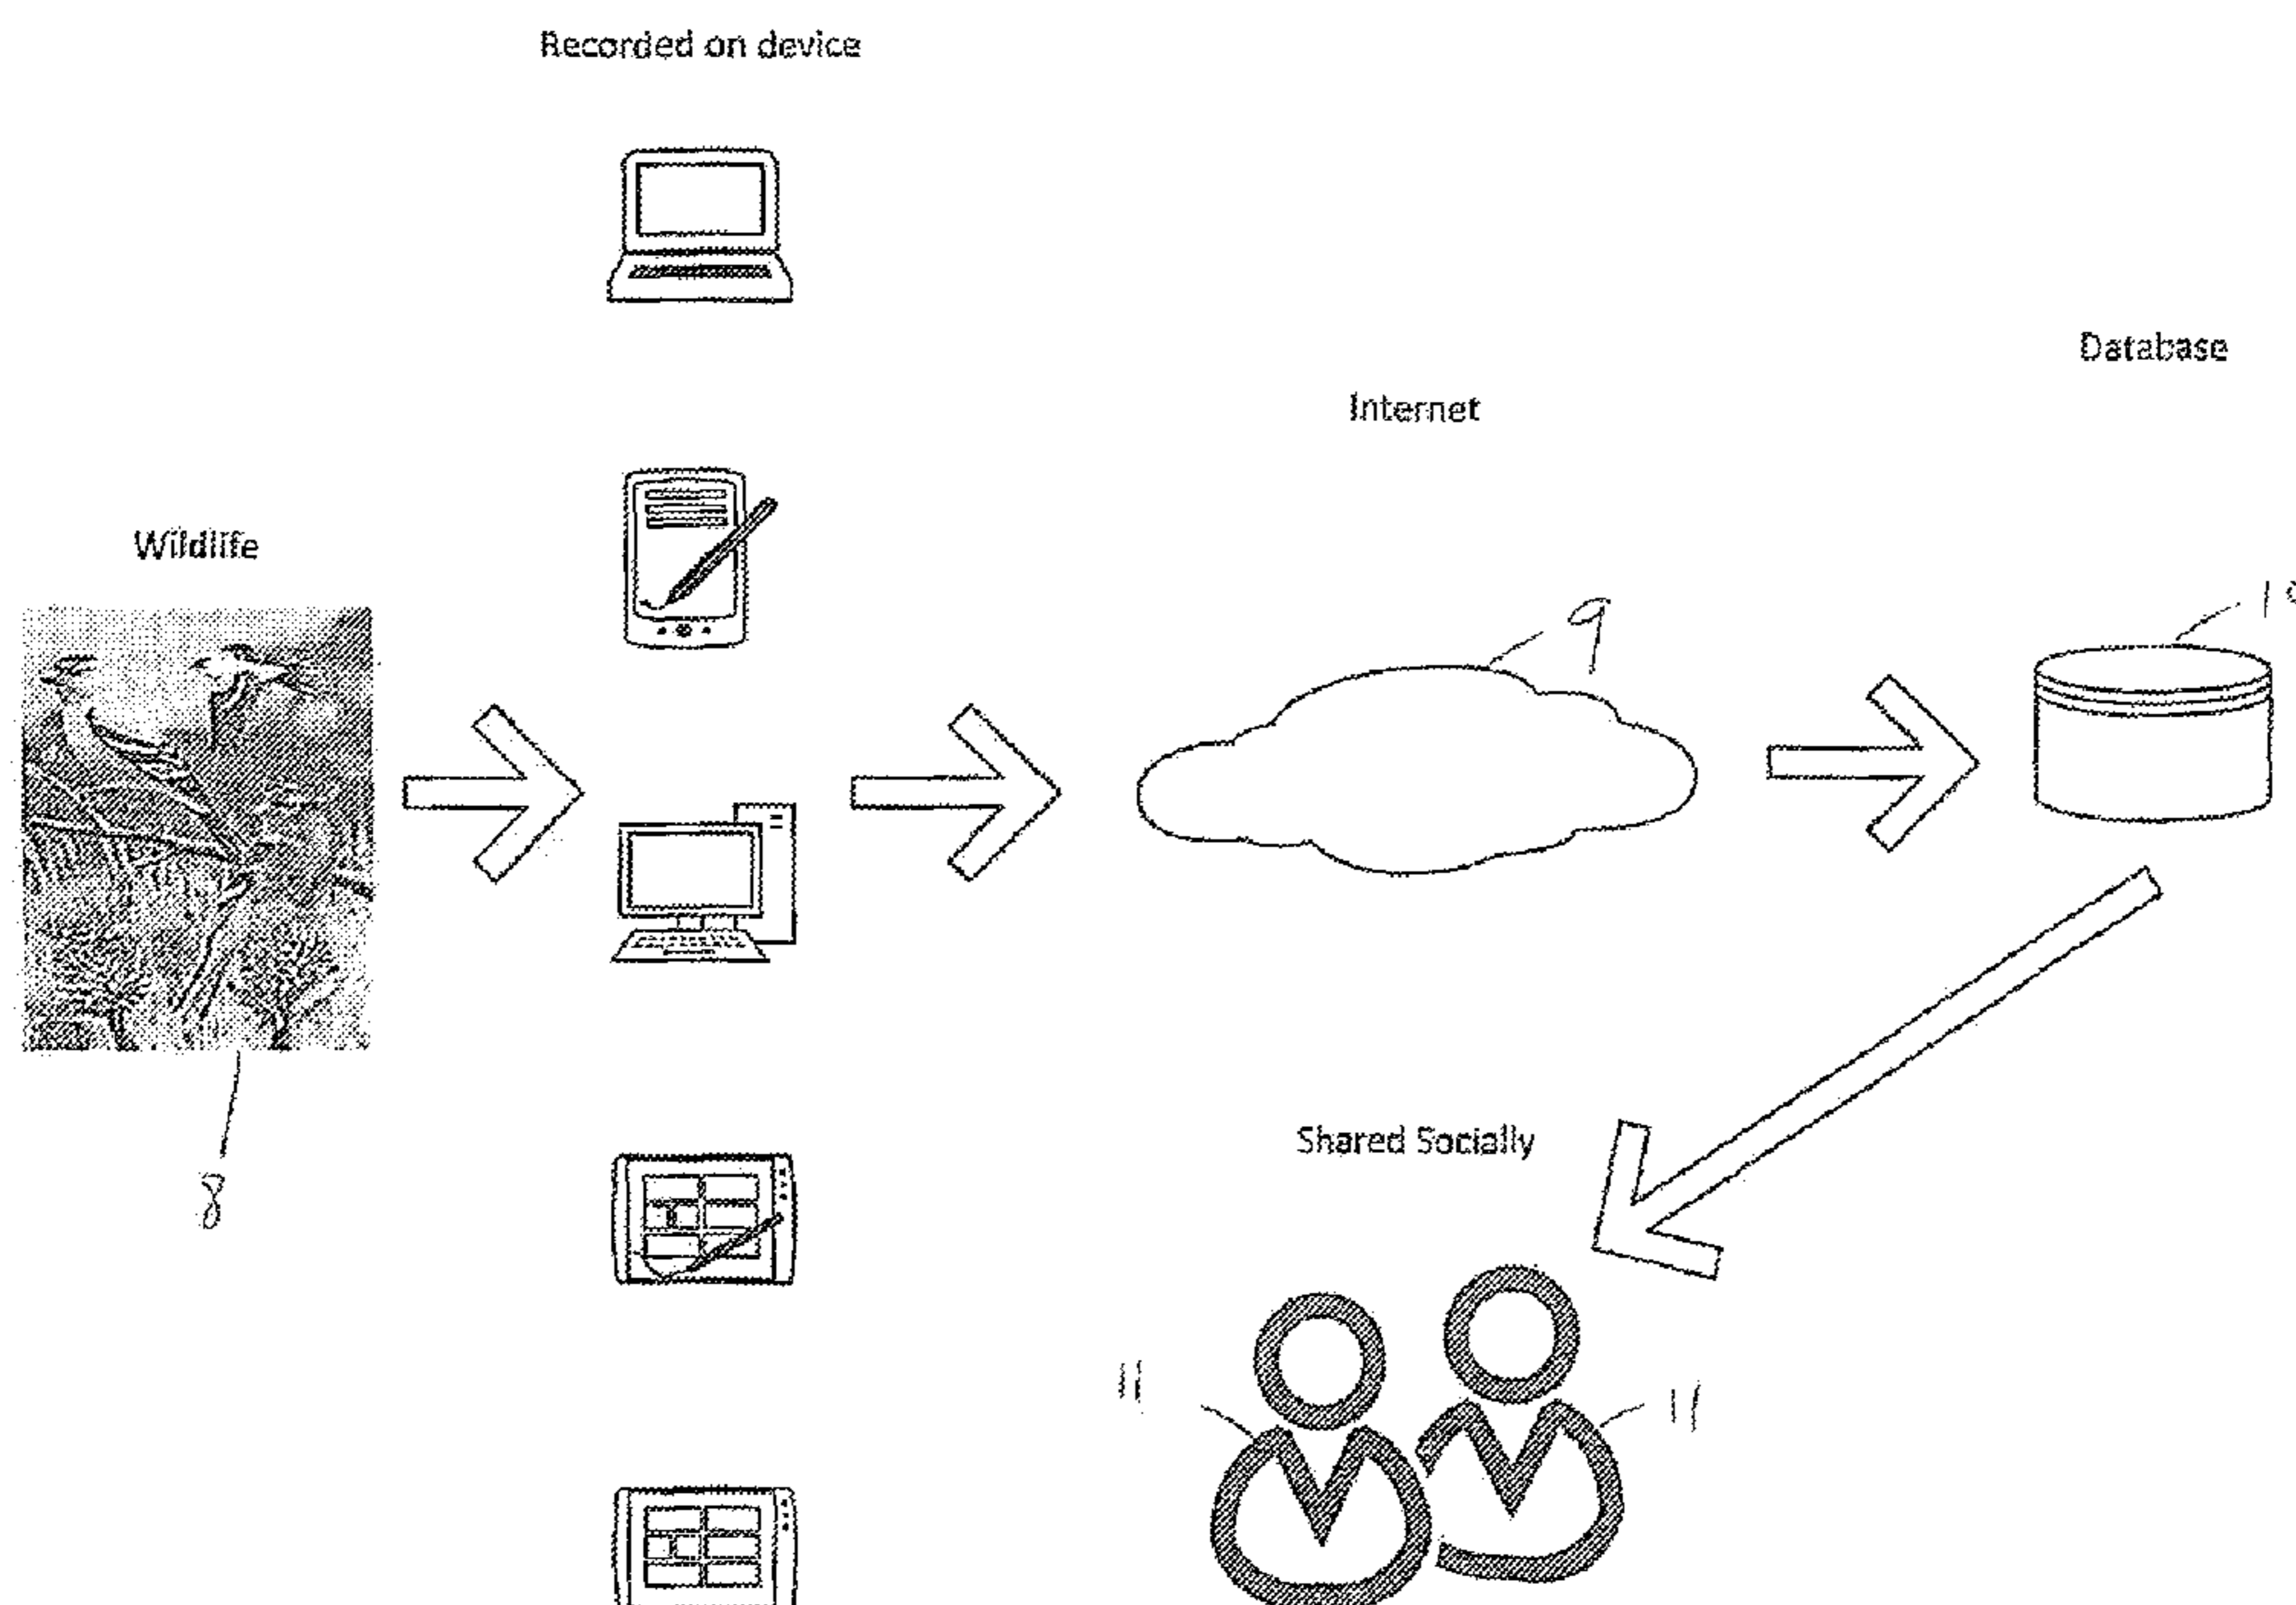 Recorded on device
Database
Internet
Wildlife
9
8
Shared Socially
11
11